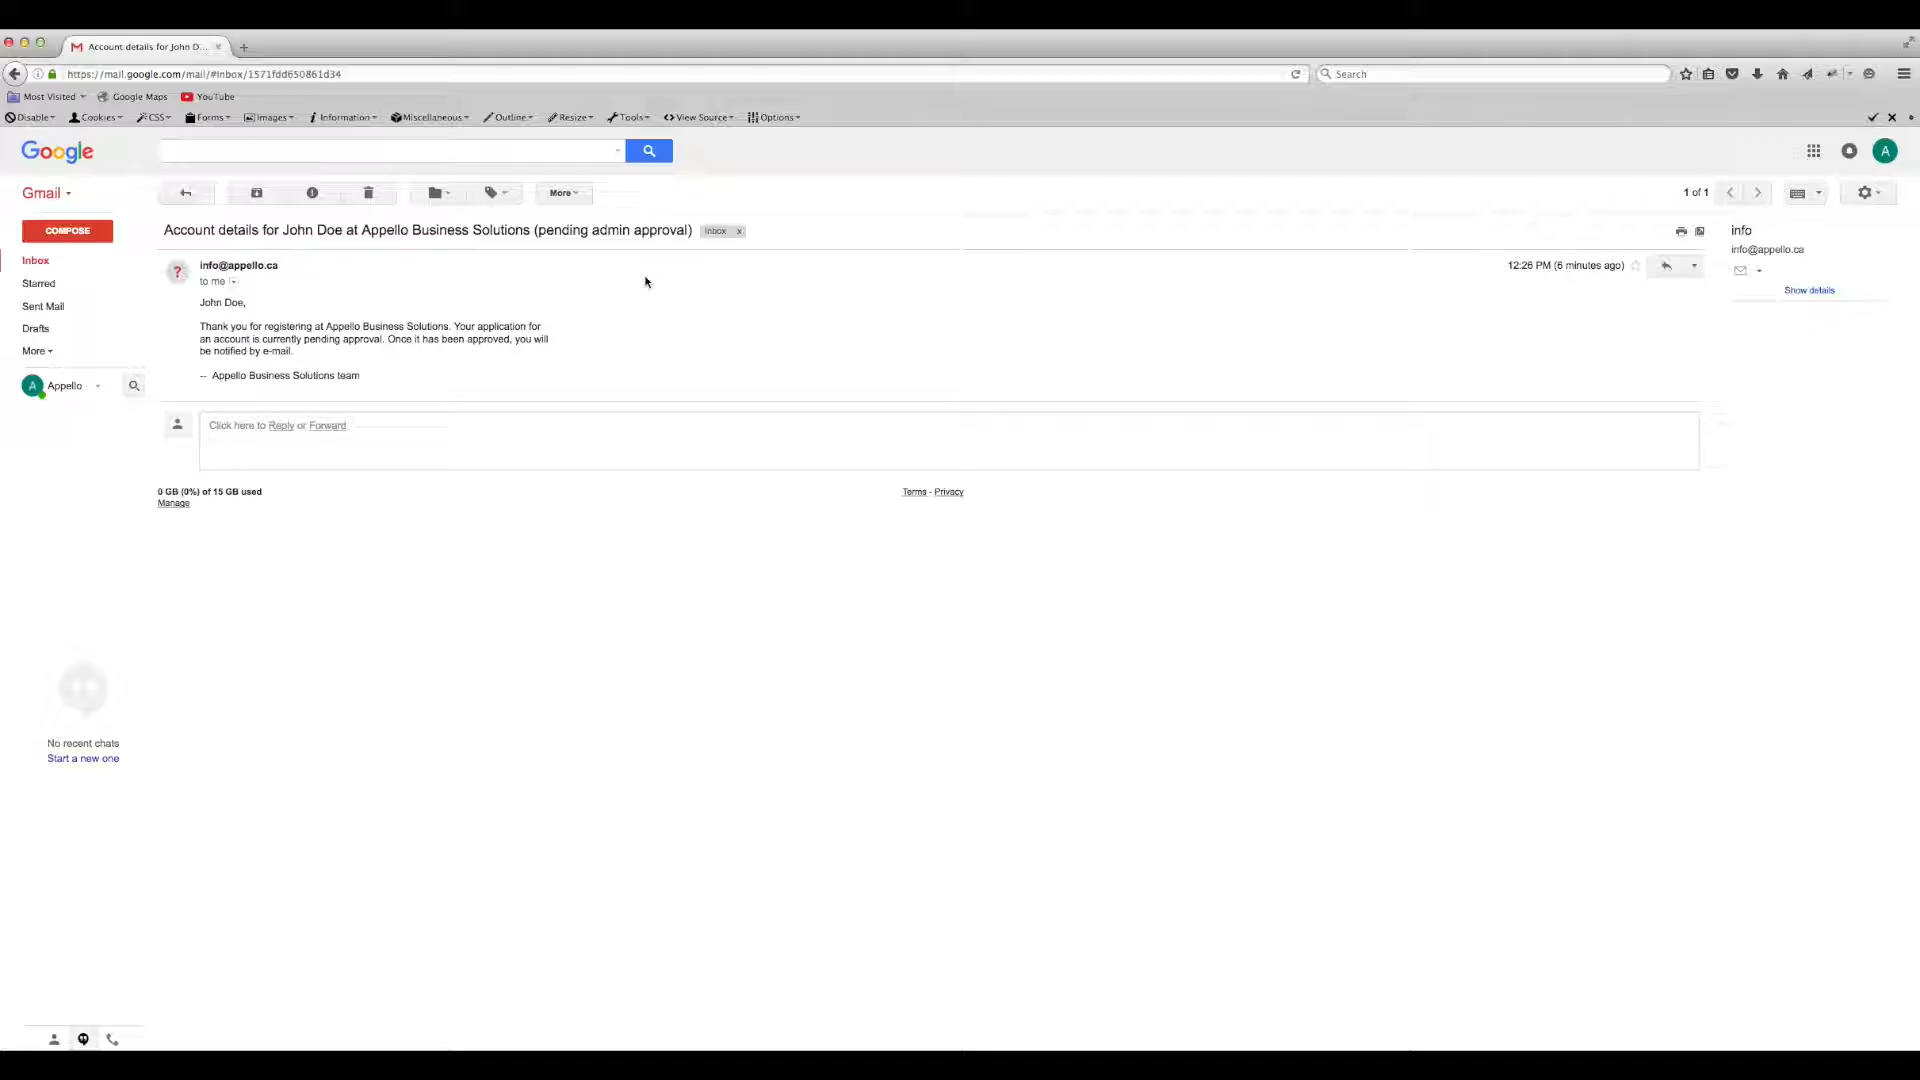 Account details for John D...
https://mail.google.com/mail/#inbox/1571fdd650861d34
Search
Most Visited
Google Maps
YouTube
Disable
Cookies
CSS
Forms
Images
Information
Miscellaneous
Outline
Resize
Tools
View Source
Options
Google
A
Gmail
More
1 of 1
COMPOSE
Account details for John Doe at Appello Business Solutions (pending admin approval)
Inbox x
info
info@appello.ca
Show details
Inbox
Starred
Sent Mail
Drafts
More
A Appello
info@appello.ca
12:26 PM (6 minutes ago)
to me
John Doe,
Thank you for registering at Appello Business Solutions. Your application for
an account is currently pending approval. Once it has been approved, you will
be notified by e-mail.
-- Appello Business Solutions team
Click here to Reply or Forward
0 GB (0%) of 15 GB used
Manage
Terms - Privacy
No recent chats
Start a new one